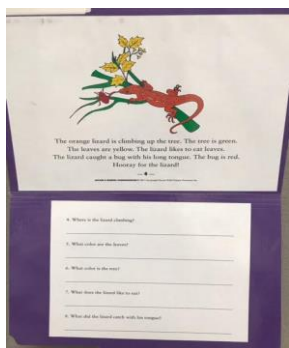 The orange lizard is climbing up the tree. The tree is green.
The leaves are yellow. The lizard likes to eat leaves.
The lizard caught a bug with his long tongue. The bug is red.
Hooray for the lizard!
4. Where is the lizard climbing?
5. What color are the leaves?
6. What color is the tree?
7. What does the lizard like to eat?
8. What did the lizard catch with his tongue?